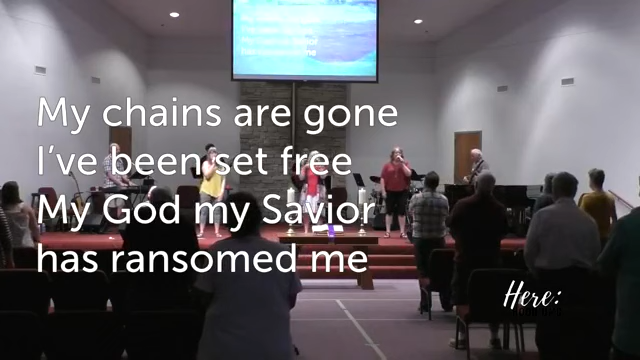 My chains are gone
I've been set free
My God my Savior
has ransomed me
Here: